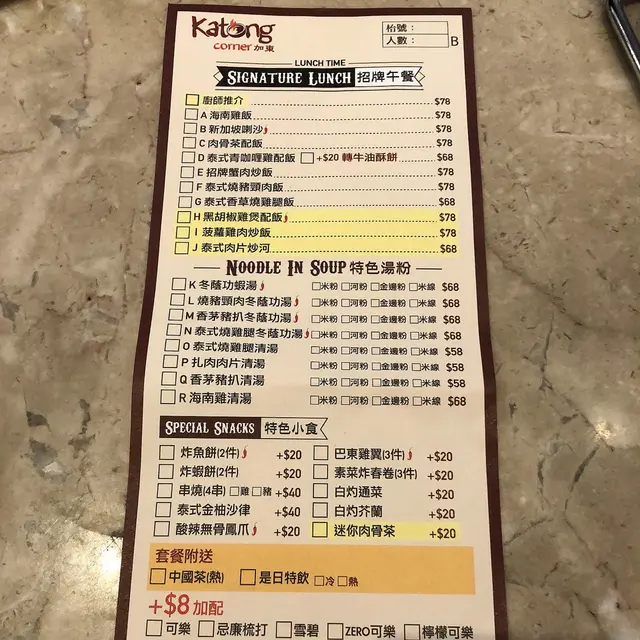 Katong
corner 加東
枱號：
人數：
B
LUNCH TIME
SIGNATURE LUNCH 招牌午餐
廚師推介 $78
A 海南雞飯 $78
B 新加坡喇沙 $78
C 肉骨茶配飯 $78
D 泰式青咖喱雞配飯 +$20 轉牛油酥餅 $68
E 招牌蟹肉炒飯 $78
F 泰式燒豬頸肉飯 $78
G 泰式香草燒雞腿飯 $68
H 黑胡椒雞煲配飯 $78
I 菠蘿雞肉炒飯 $78
J 泰式肉片炒河 $68
NOODLE IN SOUP 特色湯粉
K 冬蔭功蝦湯 米粉 河粉 金邊粉 米線 $68
L 燒豬頸肉冬蔭功湯 米粉 河粉 金邊粉 米線 $68
M 香茅豬扒冬蔭功湯 米粉 河粉 金邊粉 米線 $68
N 泰式燒雞腿冬蔭功湯 米粉 河粉 金邊粉 米線 $68
O 泰式燒雞腿清湯 米粉 河粉 金邊粉 米線 $58
P 扎肉肉片清湯 米粉 河粉 金邊粉 米線 $58
Q 香茅豬扒清湯 米粉 河粉 金邊粉 米線 $58
R 海南雞清湯 米粉 河粉 金邊粉 米線 $68
SPECIAL SNACKS 特色小食
炸魚餅(2件) +$20 巴東雞翼(3件) +$20
炸蝦餅(2件) +$20 素菜炸春卷(3件) +$20
串燒(4串) 雞 豬 +$40 白灼通菜 +$20
泰式金柚沙律 +$40 白灼芥蘭 +$20
酸辣無骨鳳爪 +$20 迷你肉骨茶 +$20
套餐附送
中國茶(熱) 是日特飲 冷 熱
+$8 加配
可樂 忌廉梳打 雪碧 ZERO可樂 檸檬可樂